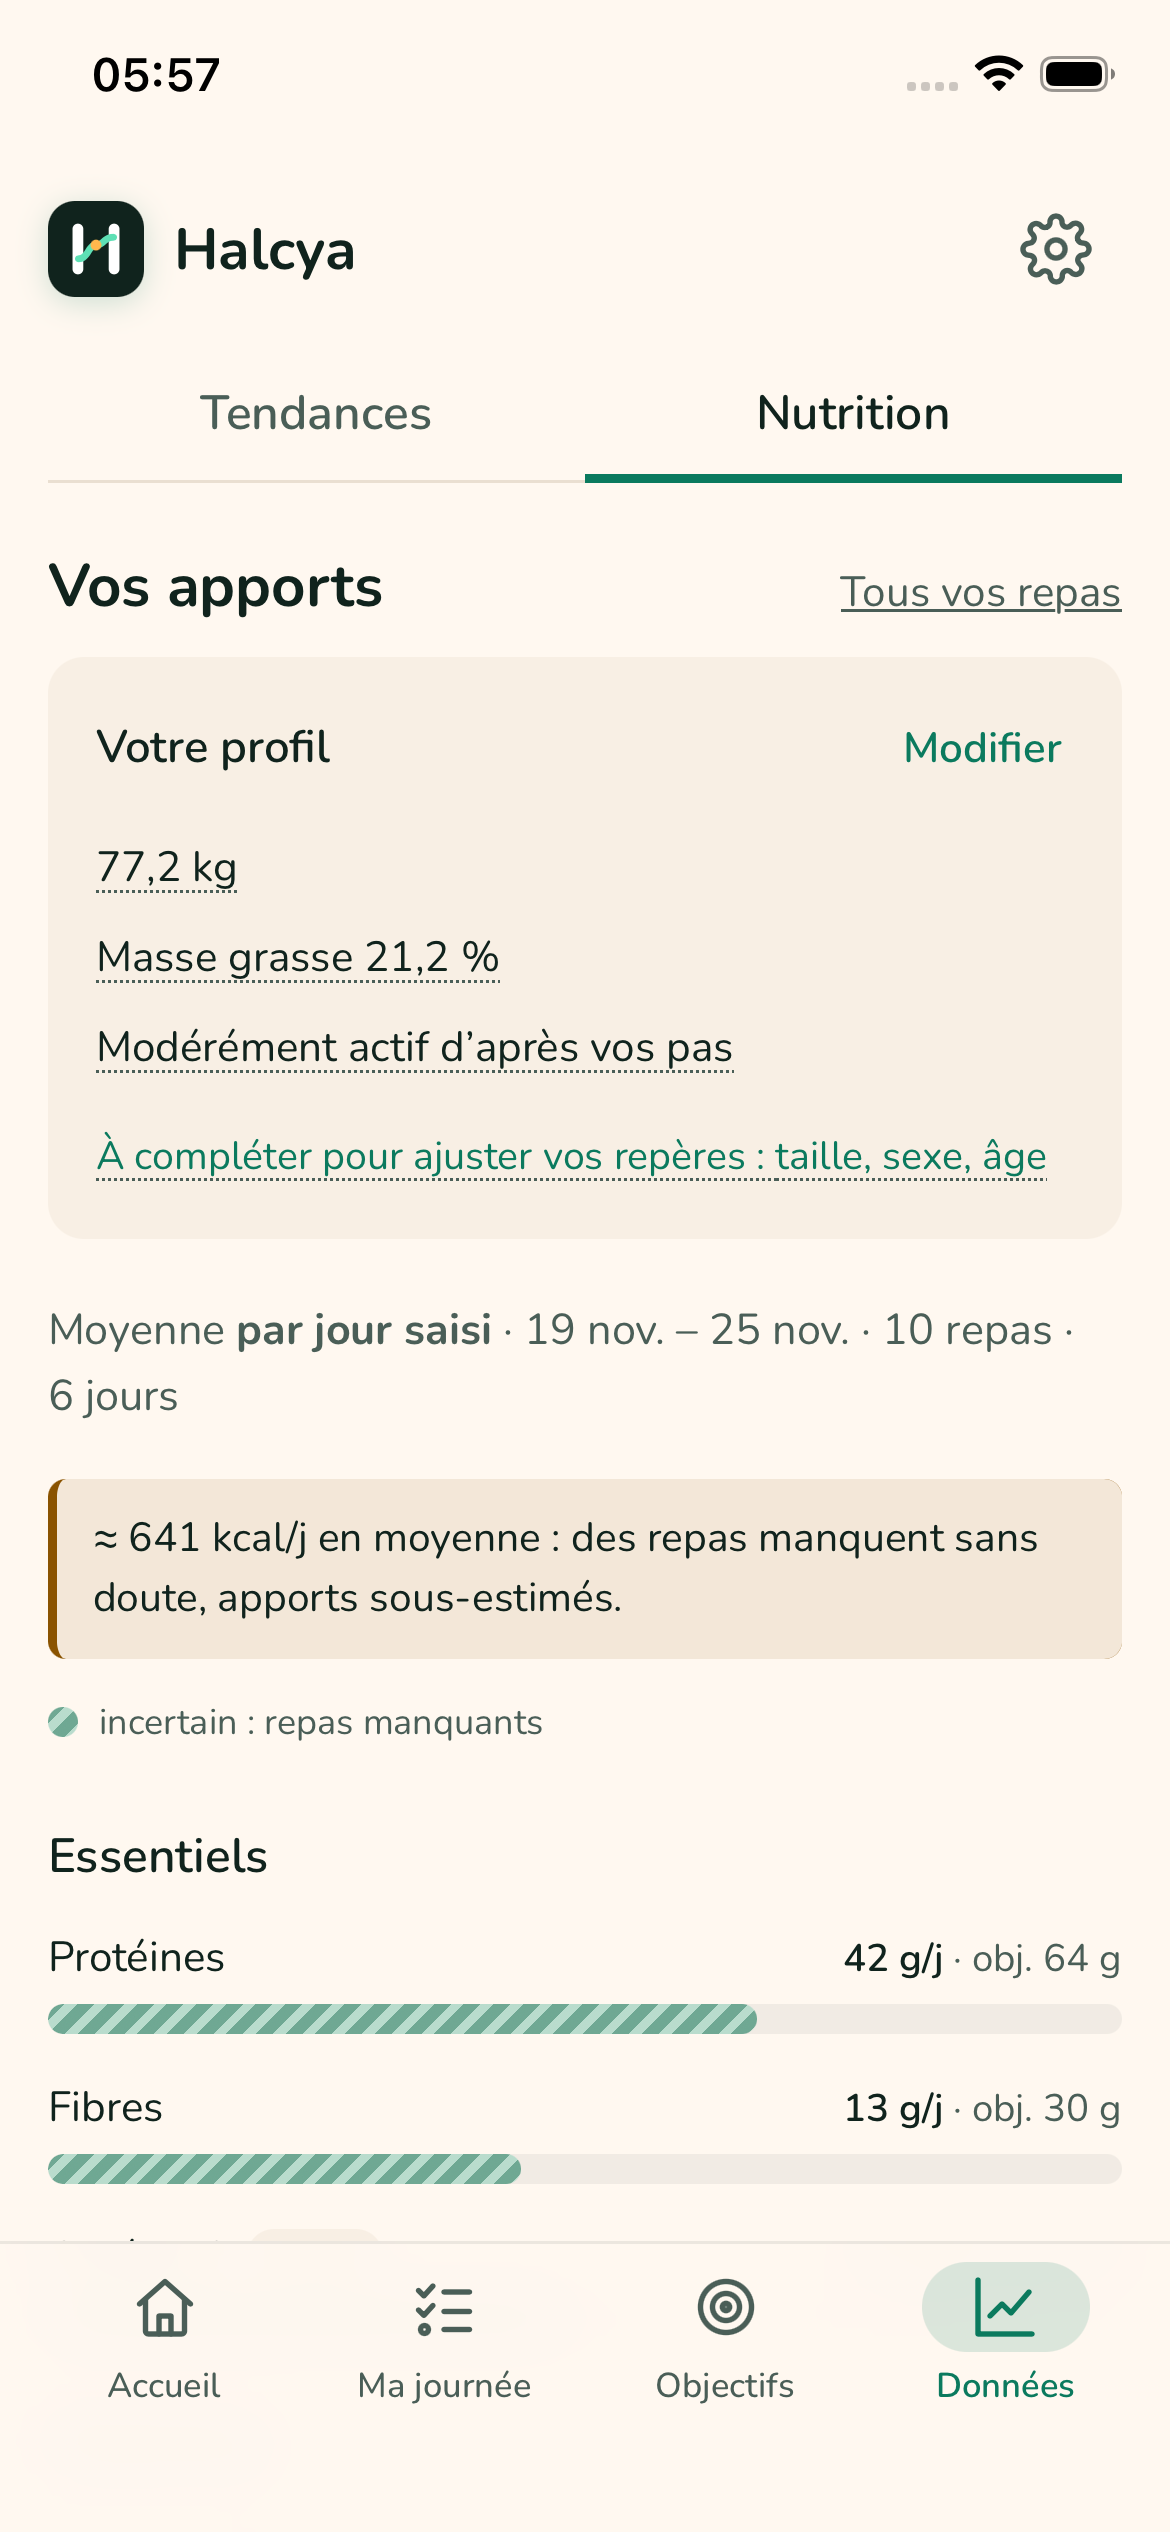 05:57
Halcya
Tendances
Nutrition
Vos apports
Tous vos repas
Votre profil
Modifier
77,2 kg
Masse grasse 21,2 %
Modérément actif d’après vos pas
À compléter pour ajuster vos repères : taille, sexe, âge
Moyenne par jour saisi · 19 nov. – 25 nov. · 10 repas ·
6 jours
≈ 641 kcal/j en moyenne : des repas manquent sans
doute, apports sous-estimés.
incertain : repas manquants
Essentiels
Protéines
42 g/j · obj. 64 g
Fibres
13 g/j · obj. 30 g
Accueil
Ma journée
Objectifs
Données